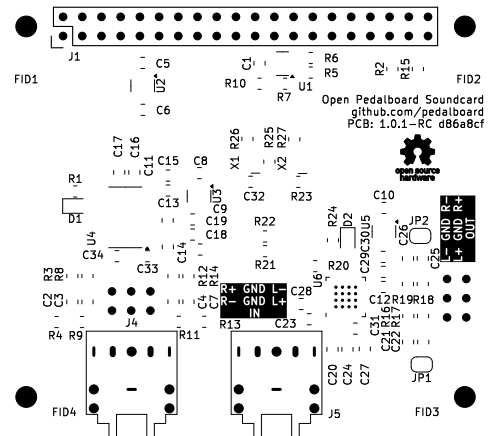 J1
FID1
C5
U2
C6
C1
R10
R7
U1
R6
R5
R2
R15
FID2
Open Pedalboard Soundcard
github.com/pedalboard
PCB: 1.0.1-RC d86a8cf
open source
hardware
C17
C16
C11
C15
C8
R26
X1
R25
X2
R27
C32
R23
R1
D1
U3
C9
C13
C19
C18
C14
U4
C34
C33
R22
R21
R24
D2
U5
C30
C29
C10
C26
JP2
C25
R- R+
GND GND
L- L+
OUT
R3
R8
C2
C3
R4
R9
J4
R12
R14
C4
C7
R11
R13
R+ GND L-
R- GND L+
IN
C28
C23
U6
R20
C12
R19
R18
C31
R16
R17
C21
C22
C20
C24
C27
JP1
J5
FID4
FID3